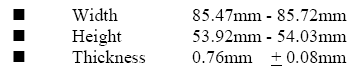 ■ Width 85.47mm - 85.72mm
■ Height 53.92mm - 54.03mm
■ Thickness 0.76mm ± 0.08mm